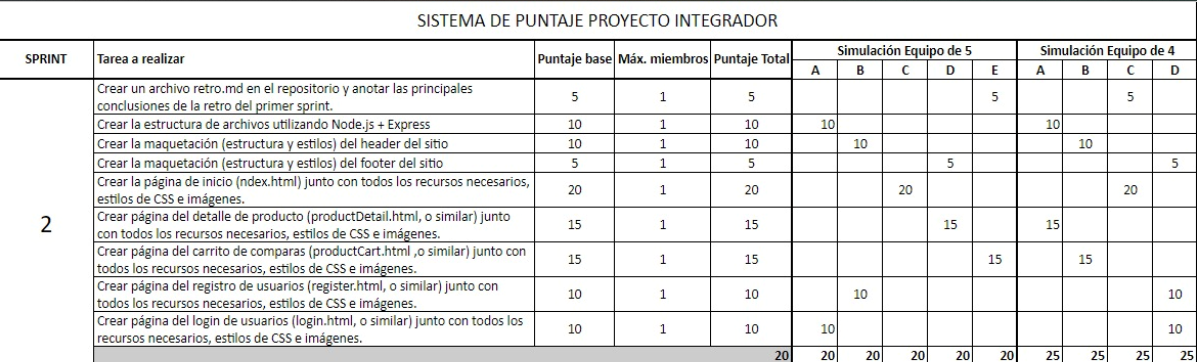 SISTEMA DE PUNTAJE PROYECTO INTEGRADOR
SPRINT Tarea a realizar Puntaje base Máx. miembros Puntaje Total Simulación Equipo de 5 Simulación Equipo de 4
A B C D E A B C D
2
Crear un archivo retro.md en el repositorio y anotar las principales
conclusiones de la retro del primer sprint. 5 1 5 5 5
Crear la estructura de archivos utilizando Node.js + Express 10 1 10 10 10
Crear la maquetación (estructura y estilos) del header del sitio 10 1 10 10 10
Crear la maquetación (estructura y estilos) del footer del sitio 5 1 5 5 5
Crear la página de inicio (ndex.html) junto con todos los recursos necesarios,
estilos de CSS e imágenes. 20 1 20 20 20
Crear página del detalle de producto (productDetail.html, o similar) junto
con todos los recursos necesarios, estilos de CSS e imágenes. 15 1 15 15 15
Crear página del carrito de comparas (productCart.html ,o similar) junto con
todos los recursos necesarios, estilos de CSS e imágenes. 15 1 15 15 15
Crear página del registro de usuarios (register.html, o similar) junto con
todos los recursos necesarios, estilos de CSS e imágenes. 10 1 10 10 10
Crear página del login de usuarios (login.html, o similar) junto con todos los
recursos necesarios, estilos de CSS e imágenes. 10 1 10 10 10
20 20 20 20 20 20 25 25 25 25